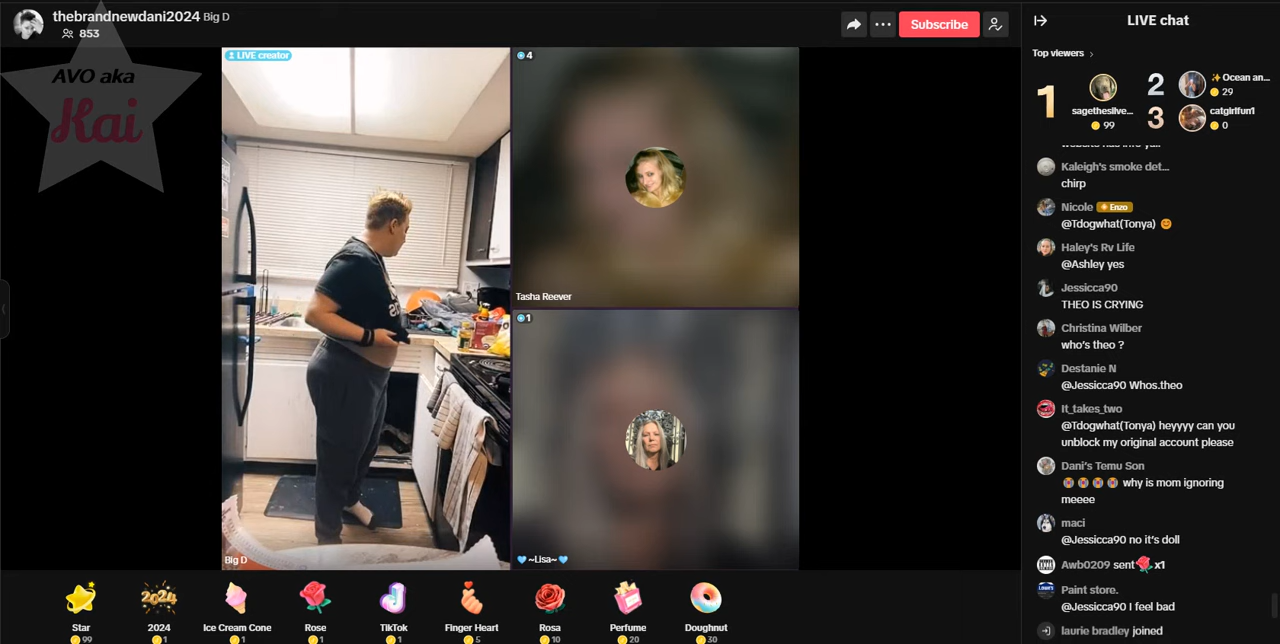 thebrandnewdani2024 Big D
853
Subscribe
LIVE chat
AVO aka
Kai
LIVE creator
4
Tasha Reever
1
Big D
~Lisa~
Top viewers
1
sagethesilve...
99
2
Ocean an...
29
3
catgirlfun1
0
Kaleigh's smoke det...
chirp
Nicole Enzo
@Tdogwhat(Tonya)
Haley's Rv Life
@Ashley yes
Jessicca90
THEO IS CRYING
Christina Wilber
who's theo ?
Destanie N
@Jessicca90 Whos.theo
It_takes_two
@Tdogwhat(Tonya) heyyyy can you
unblock my original account please
Dani's Temu Son
why is mom ignoring
meeee
maci
@Jessicca90 no it's doll
Awb0209 sent x1
Paint store.
@Jessicca90 I feel bad
laurie bradley joined
Star
99
2024
2024
1
Ice Cream Cone
1
Rose
1
TikTok
1
Finger Heart
5
Rosa
10
Perfume
20
Doughnut
30